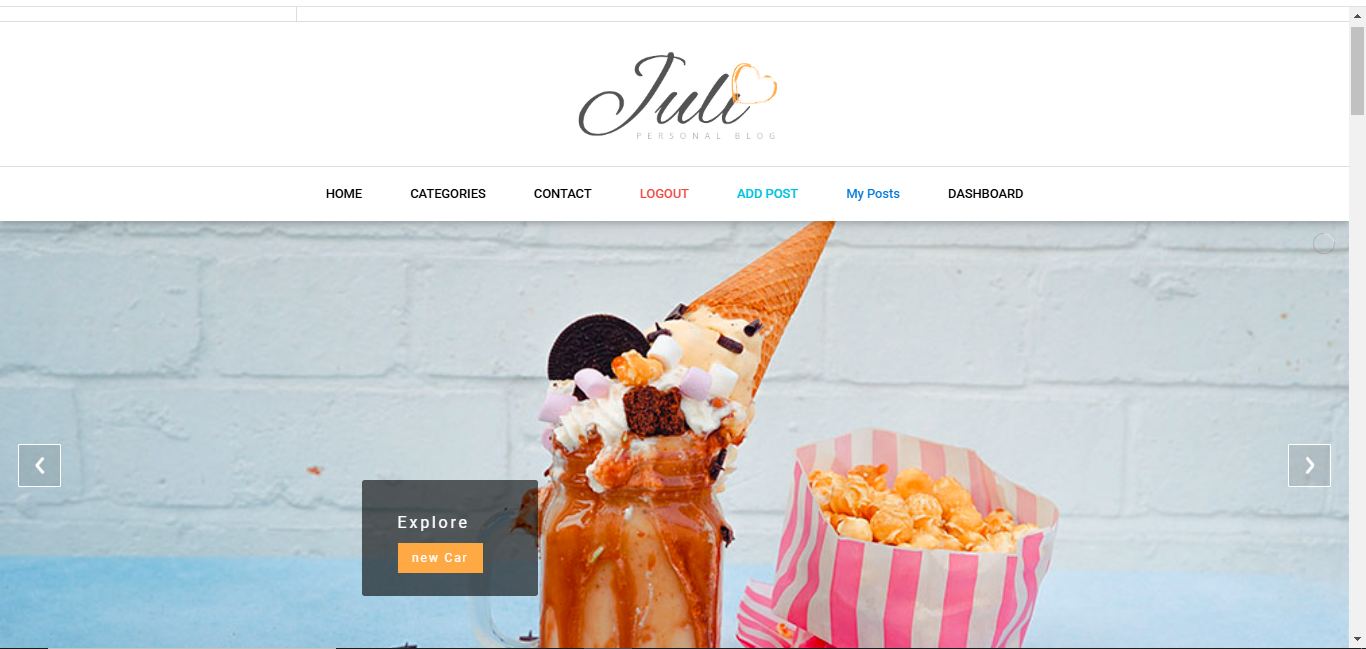 Juli
PERSONAL BLOG
HOME CATEGORIES CONTACT LOGOUT ADD POST My Posts DASHBOARD
Explore
new Car